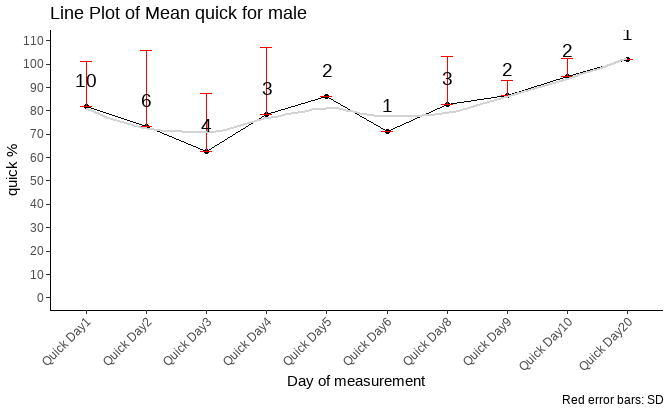 Line Plot of Mean quick for male
110
100
90
80
70
60
50
40
30
20
10
0
quick %
10
6
4
3
2
1
3
2
2
1
Quick Day1
Quick Day2
Quick Day3
Quick Day4
Quick Day5
Quick Day6
Quick Day8
Quick Day9
Quick Day10
Quick Day20
Day of measurement
Red error bars: SD